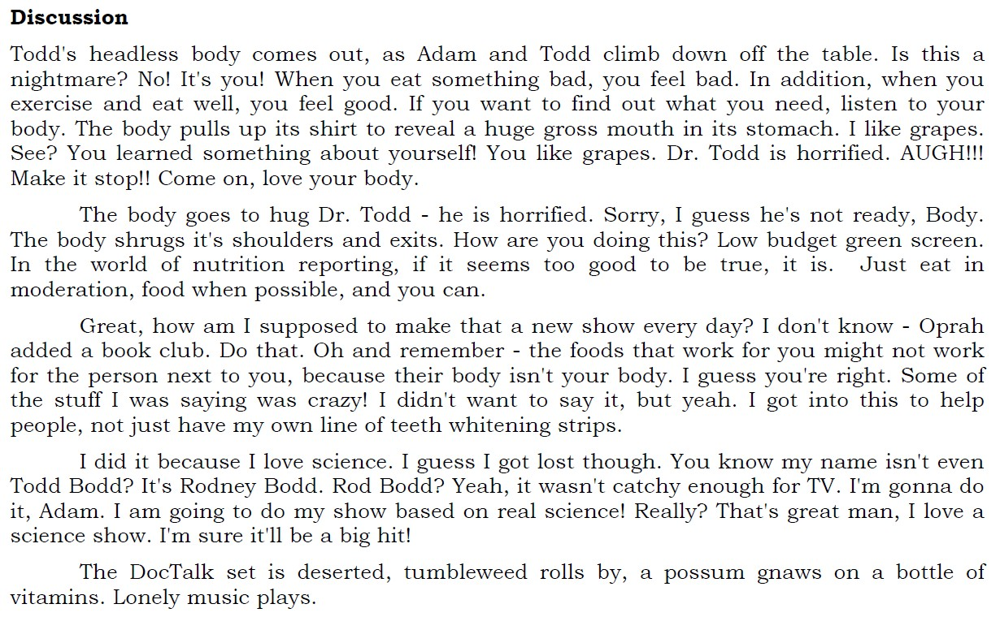 Discussion
Todd's headless body comes out, as Adam and Todd climb down off the table. Is this a
nightmare? No! It's you! When you eat something bad, you feel bad. In addition, when you
exercise and eat well, you feel good. If you want to find out what you need, listen to your
body. The body pulls up its shirt to reveal a huge gross mouth in its stomach. I like grapes.
See? You learned something about yourself! You like grapes. Dr. Todd is horrified. AUGH!!!
Make it stop!! Come on, love your body.
The body goes to hug Dr. Todd - he is horrified. Sorry, I guess he's not ready, Body.
The body shrugs it's shoulders and exits. How are you doing this? Low budget green screen.
In the world of nutrition reporting, if it seems too good to be true, it is.  Just eat in
moderation, food when possible, and you can.
Great, how am I supposed to make that a new show every day? I don't know - Oprah
added a book club. Do that. Oh and remember - the foods that work for you might not work
for the person next to you, because their body isn't your body. I guess you're right. Some of
the stuff I was saying was crazy! I didn't want to say it, but yeah. I got into this to help
people, not just have my own line of teeth whitening strips.
I did it because I love science. I guess I got lost though. You know my name isn't even
Todd Bodd? It's Rodney Bodd. Rod Bodd? Yeah, it wasn't catchy enough for TV. I'm gonna do
it, Adam. I am going to do my show based on real science! Really? That's great man, I love a
science show. I'm sure it'll be a big hit!
The DocTalk set is deserted, tumbleweed rolls by, a possum gnaws on a bottle of
vitamins. Lonely music plays.